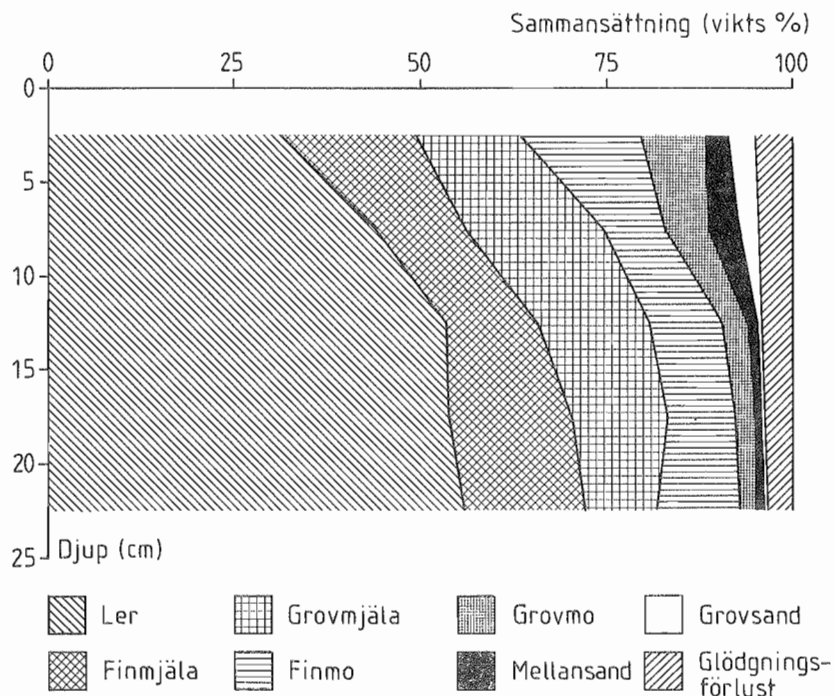 Sammansättning (vikts %)
0 25 50 75 100
0
5
10
15
20
25
Djup (cm)
Ler Grovmjäla Grovmo Grovsand
Finmjäla Finmo Mellansand Glödgnings-
förlust